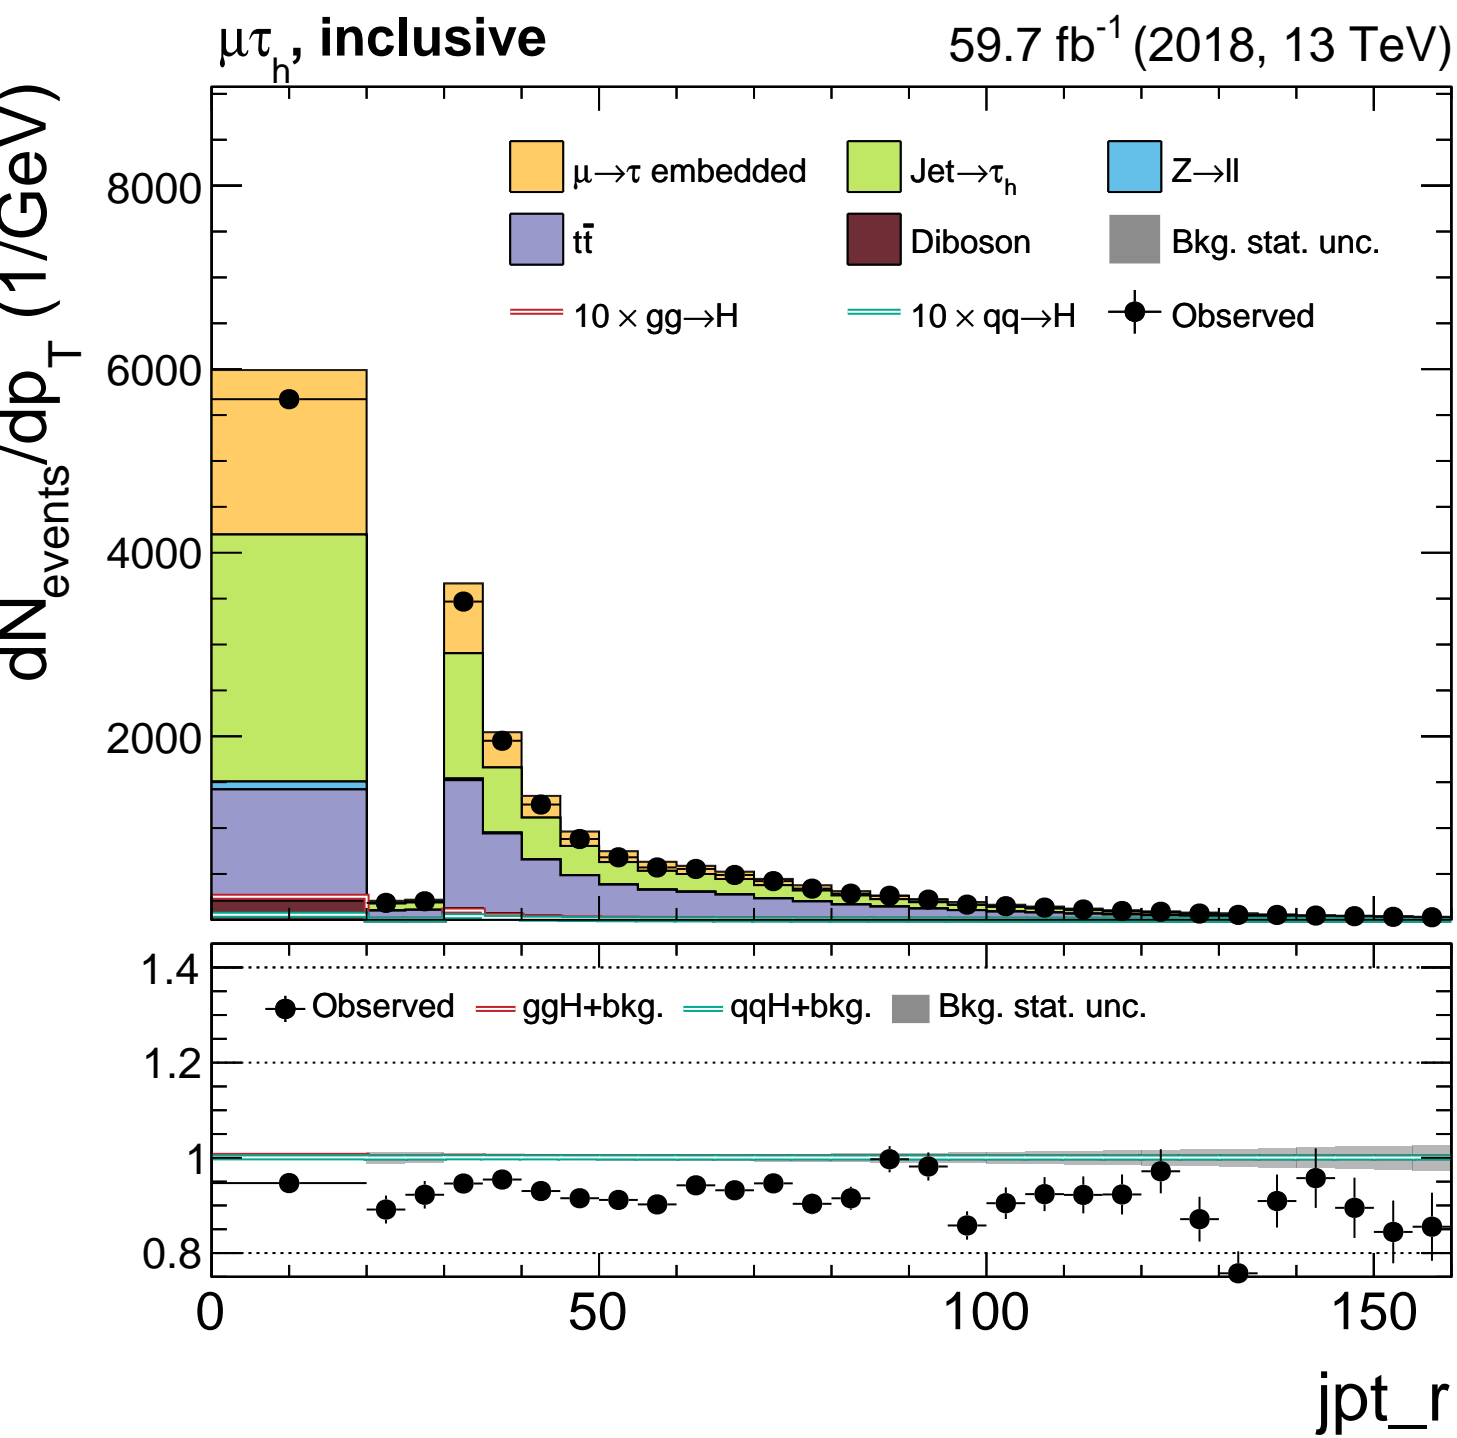 μτh, inclusive
59.7 fb-1 (2018, 13 TeV)
dNevents/dpT (1/GeV)
8000
6000
4000
2000
μ→τ embedded
Jet→τh
Z→ll
tt̄
Diboson
Bkg. stat. unc.
10 × gg→H
10 × qq→H
Observed
1.4
1.2
1
0.8
Observed
ggH+bkg.
qqH+bkg.
Bkg. stat. unc.
0
50
100
150
jpt_r